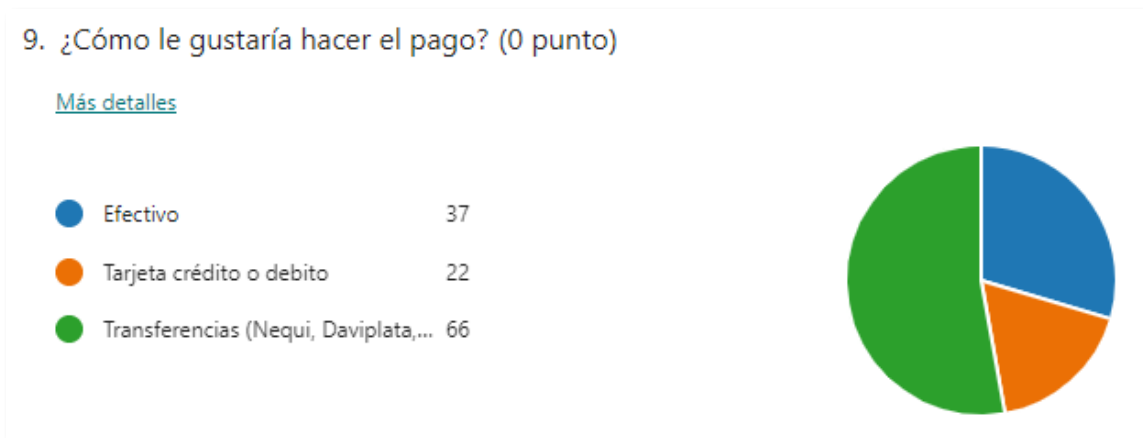 9. ¿Cómo le gustaría hacer el pago? (0 punto)
Más detalles
Efectivo 37
Tarjeta crédito o debito 22
Transferencias (Nequi, Daviplata,... 66